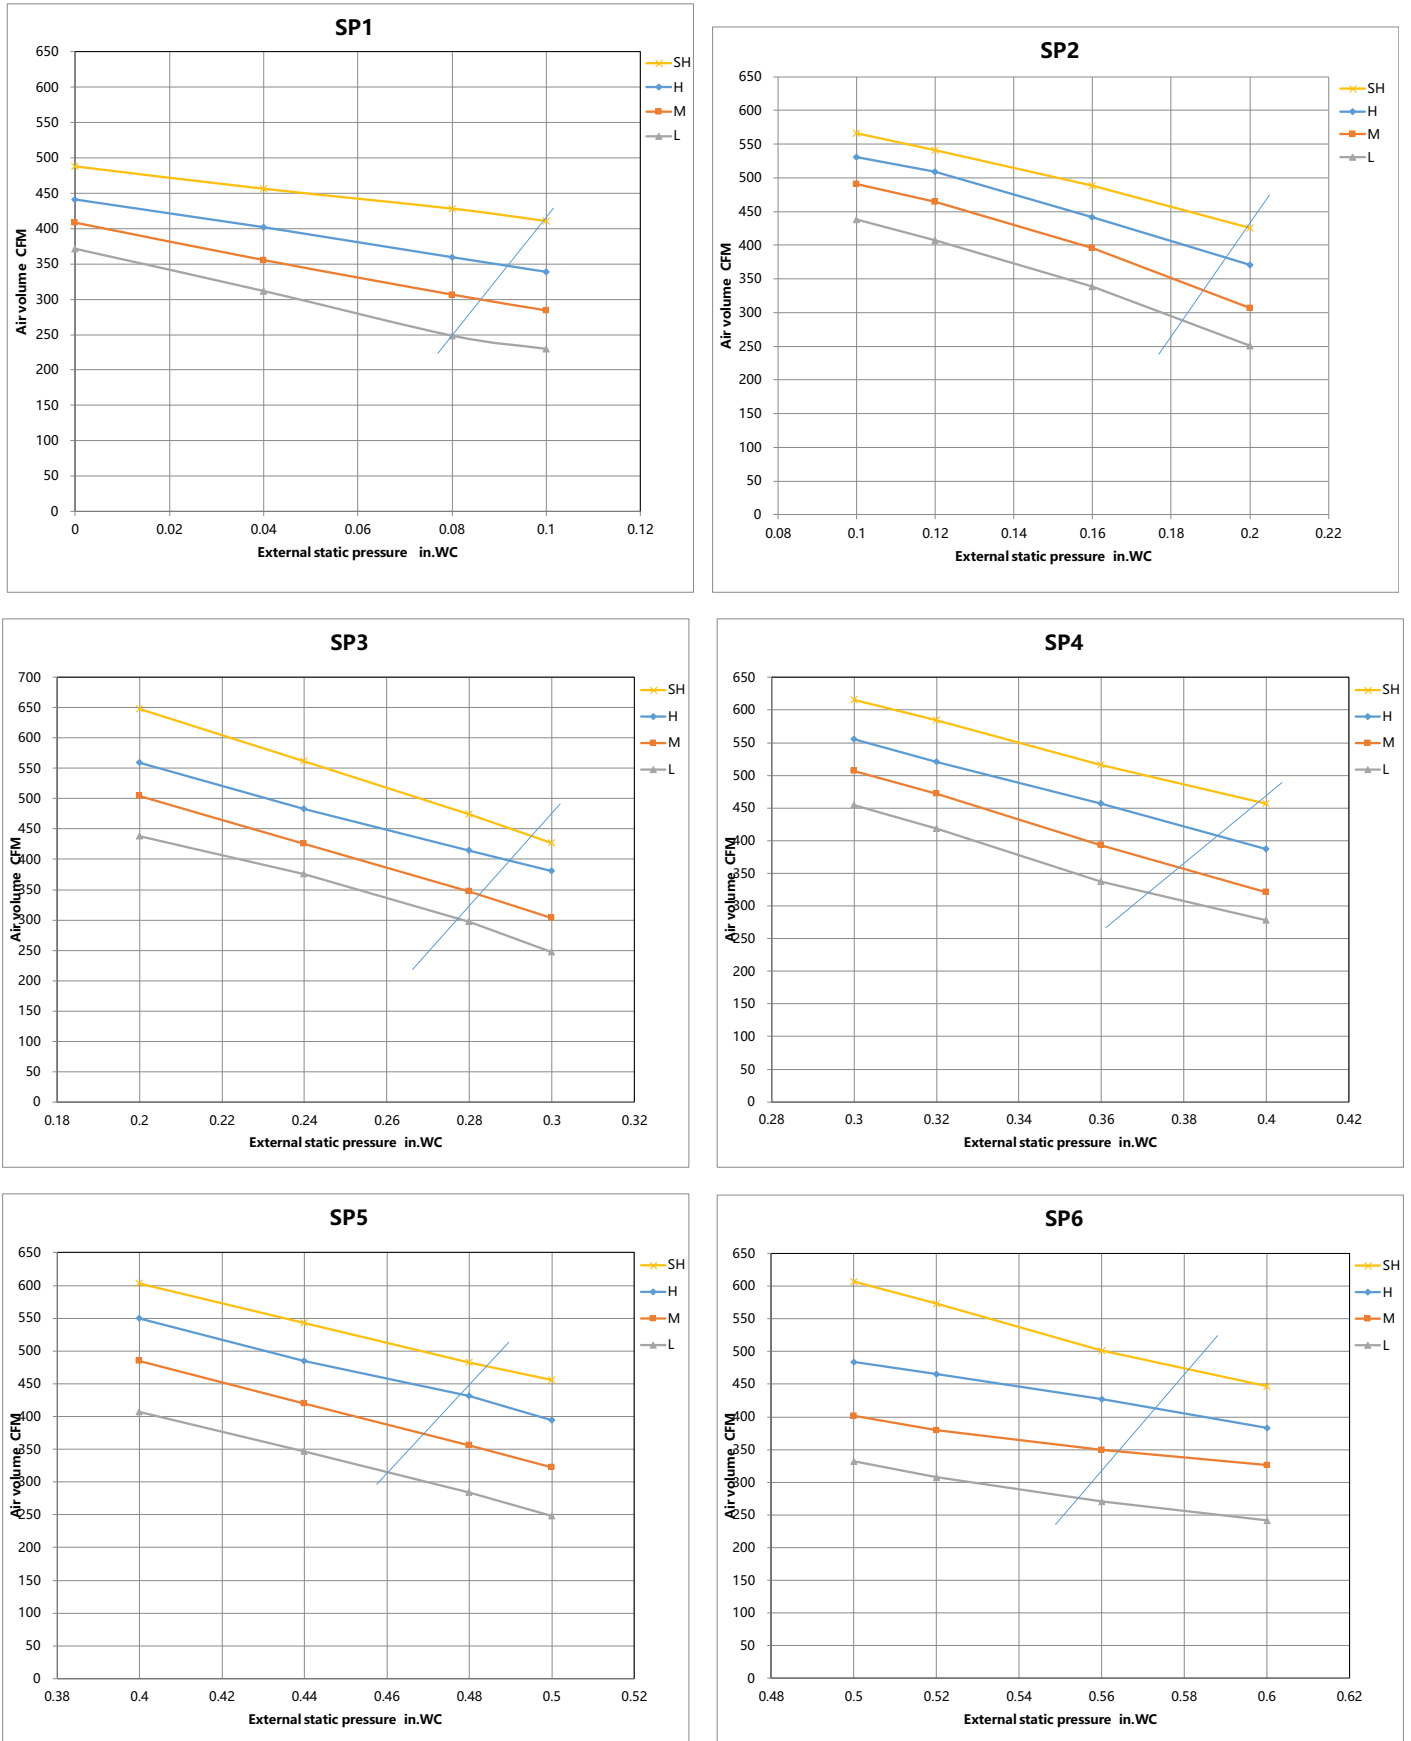 SP1
650
600
550
500
450
400
350
300
250
200
150
100
50
0
Air volume CFM
0 0.02 0.04 0.06 0.08 0.1 0.12
External static pressure in.WC
SH
H
M
L
SP2
650
600
550
500
450
400
350
300
250
200
150
100
50
0
Air volume CFM
0.08 0.1 0.12 0.14 0.16 0.18 0.2 0.22
External static pressure in.WC
SH
H
M
L
SP3
700
650
600
550
500
450
400
350
300
250
200
150
100
50
0
Air volume CFM
0.18 0.2 0.22 0.24 0.26 0.28 0.3 0.32
External static pressure in.WC
SH
H
M
L
SP4
650
600
550
500
450
400
350
300
250
200
150
100
50
0
Air volume CFM
0.28 0.3 0.32 0.34 0.36 0.38 0.4 0.42
External static pressure in.WC
SH
H
M
L
SP5
650
600
550
500
450
400
350
300
250
200
150
100
50
0
Air volume CFM
0.38 0.4 0.42 0.44 0.46 0.48 0.5 0.52
External static pressure in.WC
SH
H
M
L
SP6
650
600
550
500
450
400
350
300
250
200
150
100
50
0
Air volume CFM
0.48 0.5 0.52 0.54 0.56 0.58 0.6 0.62
External static pressure in.WC
SH
H
M
L